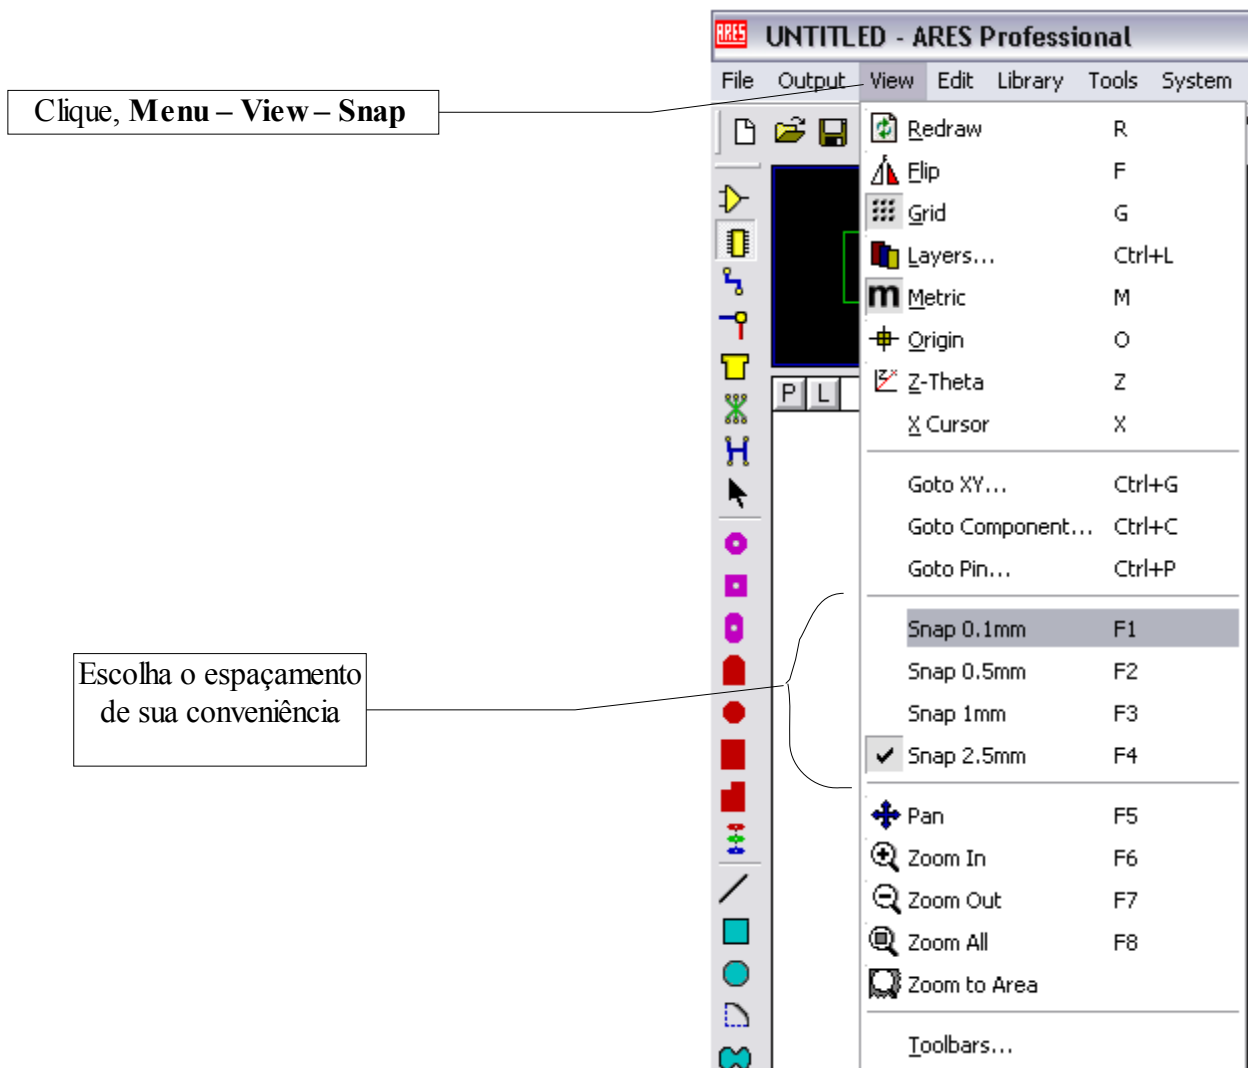 ARES UNTITLED - ARES Professional
File Output View Edit Library Tools System
Clique, Menu – View – Snap
Redraw R
Flip F
Grid G
Layers... Ctrl+L
m Metric M
Origin O
Z-Theta Z
P L
X Cursor X
Goto XY... Ctrl+G
Goto Component... Ctrl+C
Goto Pin... Ctrl+P
Snap 0.1mm F1
Escolha o espaçamento
de sua conveniência
Snap 0.5mm F2
Snap 1mm F3
Snap 2.5mm F4
Pan F5
Zoom In F6
Zoom Out F7
Zoom All F8
Zoom to Area
Toolbars...